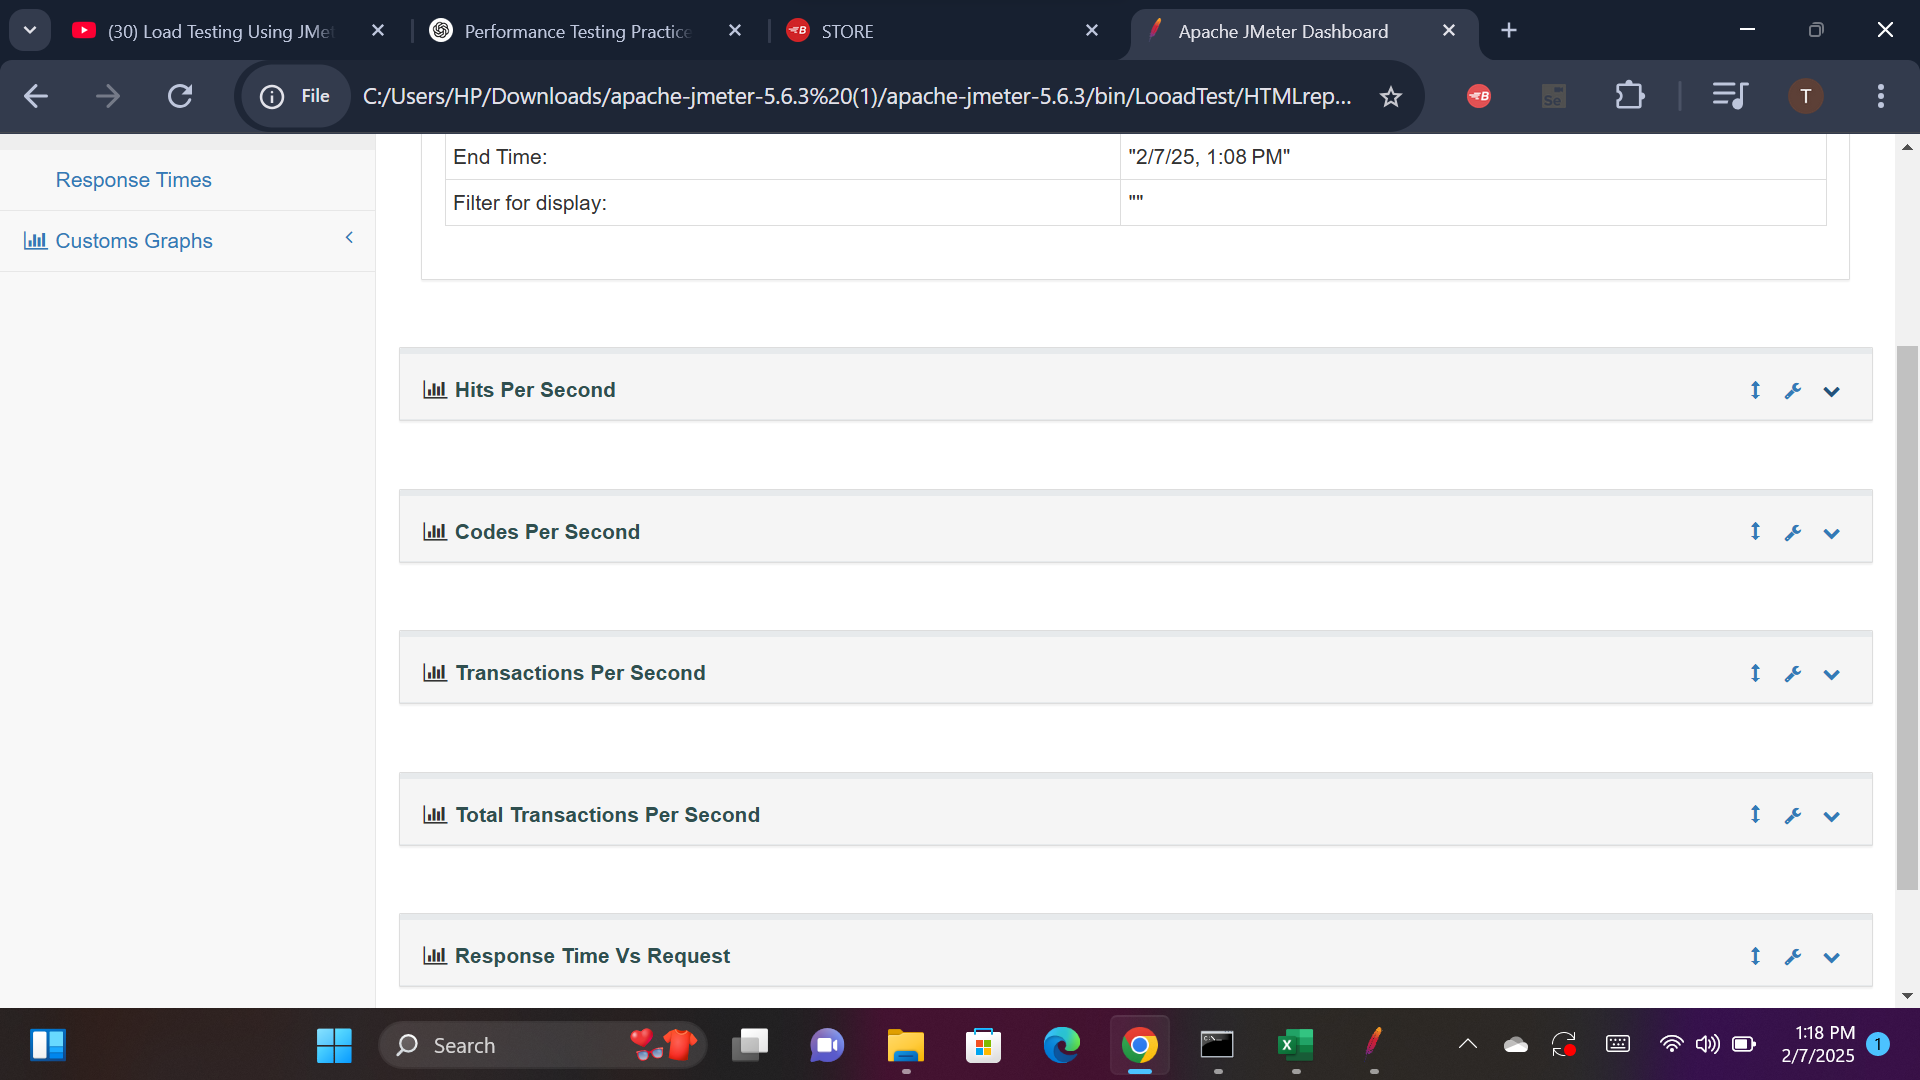 (30) Load Testing Using JMet
Performance Testing Practice
STORE
Apache JMeter Dashboard
File
C:/Users/HP/Downloads/apache-jmeter-5.6.3%20(1)/apache-jmeter-5.6.3/bin/LooadTest/HTMLrep...
Se
T
Response Times
Customs Graphs
End Time:
"2/7/25, 1:08 PM"
Filter for display:
""
Hits Per Second
Codes Per Second
Transactions Per Second
Total Transactions Per Second
Response Time Vs Request
Search
1:18 PM
2/7/2025
1